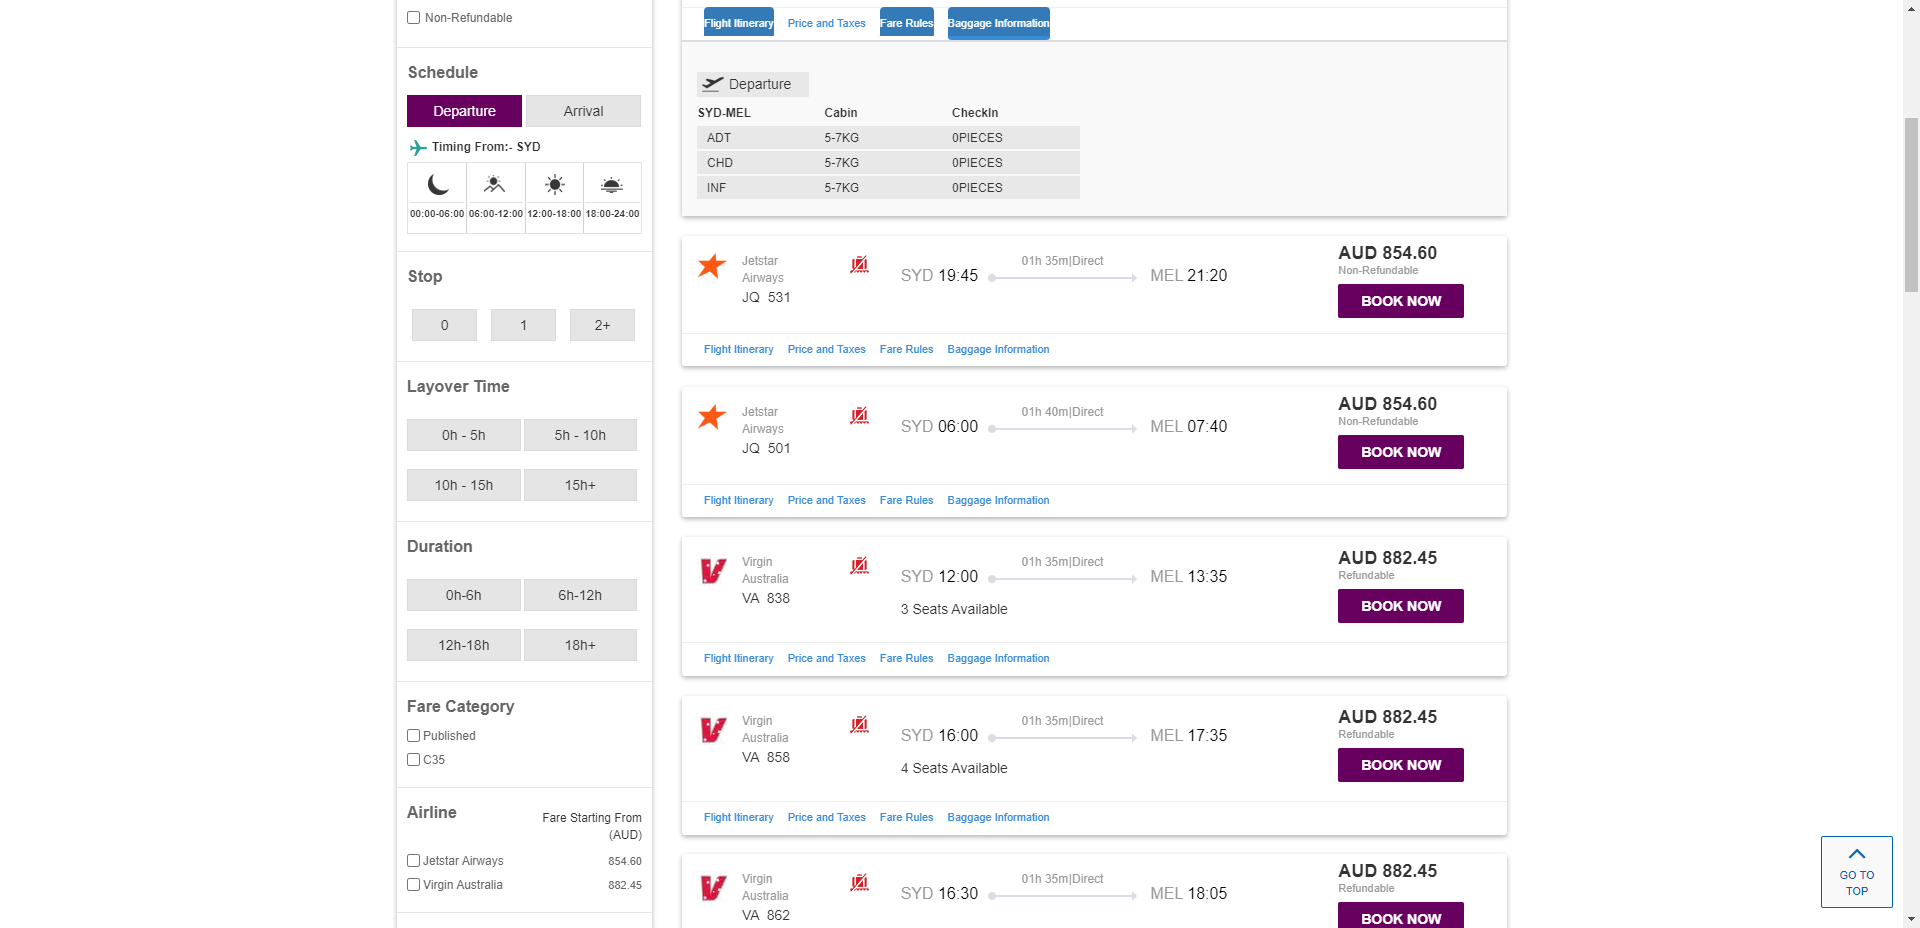 Non-Refundable
Schedule
Departure Arrival
Timing From:- SYD
00:00-06:00 06:00-12:00 12:00-18:00 18:00-24:00
Stop
0 1 2+
Layover Time
0h - 5h 5h - 10h
10h - 15h 15h+
Duration
0h-6h 6h-12h
12h-18h 18h+
Fare Category
Published
C35
Airline Fare Starting From
(AUD)
Jetstar Airways 854.60
Virgin Australia 882.45
Flight Itinerary Price and Taxes Fare Rules Baggage Information
Departure
SYD-MEL Cabin CheckIn
ADT 5-7KG 0PIECES
CHD 5-7KG 0PIECES
INF 5-7KG 0PIECES
Jetstar
Airways
JQ 531
SYD 19:45
01h 35m|Direct
MEL 21:20
AUD 854.60
Non-Refundable
BOOK NOW
Flight Itinerary Price and Taxes Fare Rules Baggage Information
Jetstar
Airways
JQ 501
SYD 06:00
01h 40m|Direct
MEL 07:40
AUD 854.60
Non-Refundable
BOOK NOW
Flight Itinerary Price and Taxes Fare Rules Baggage Information
Virgin
Australia
VA 838
SYD 12:00
01h 35m|Direct
MEL 13:35
3 Seats Available
AUD 882.45
Refundable
BOOK NOW
Flight Itinerary Price and Taxes Fare Rules Baggage Information
Virgin
Australia
VA 858
SYD 16:00
01h 35m|Direct
MEL 17:35
4 Seats Available
AUD 882.45
Refundable
BOOK NOW
Flight Itinerary Price and Taxes Fare Rules Baggage Information
Virgin
Australia
VA 862
SYD 16:30
01h 35m|Direct
MEL 18:05
AUD 882.45
Refundable
BOOK NOW
GO TO
TOP